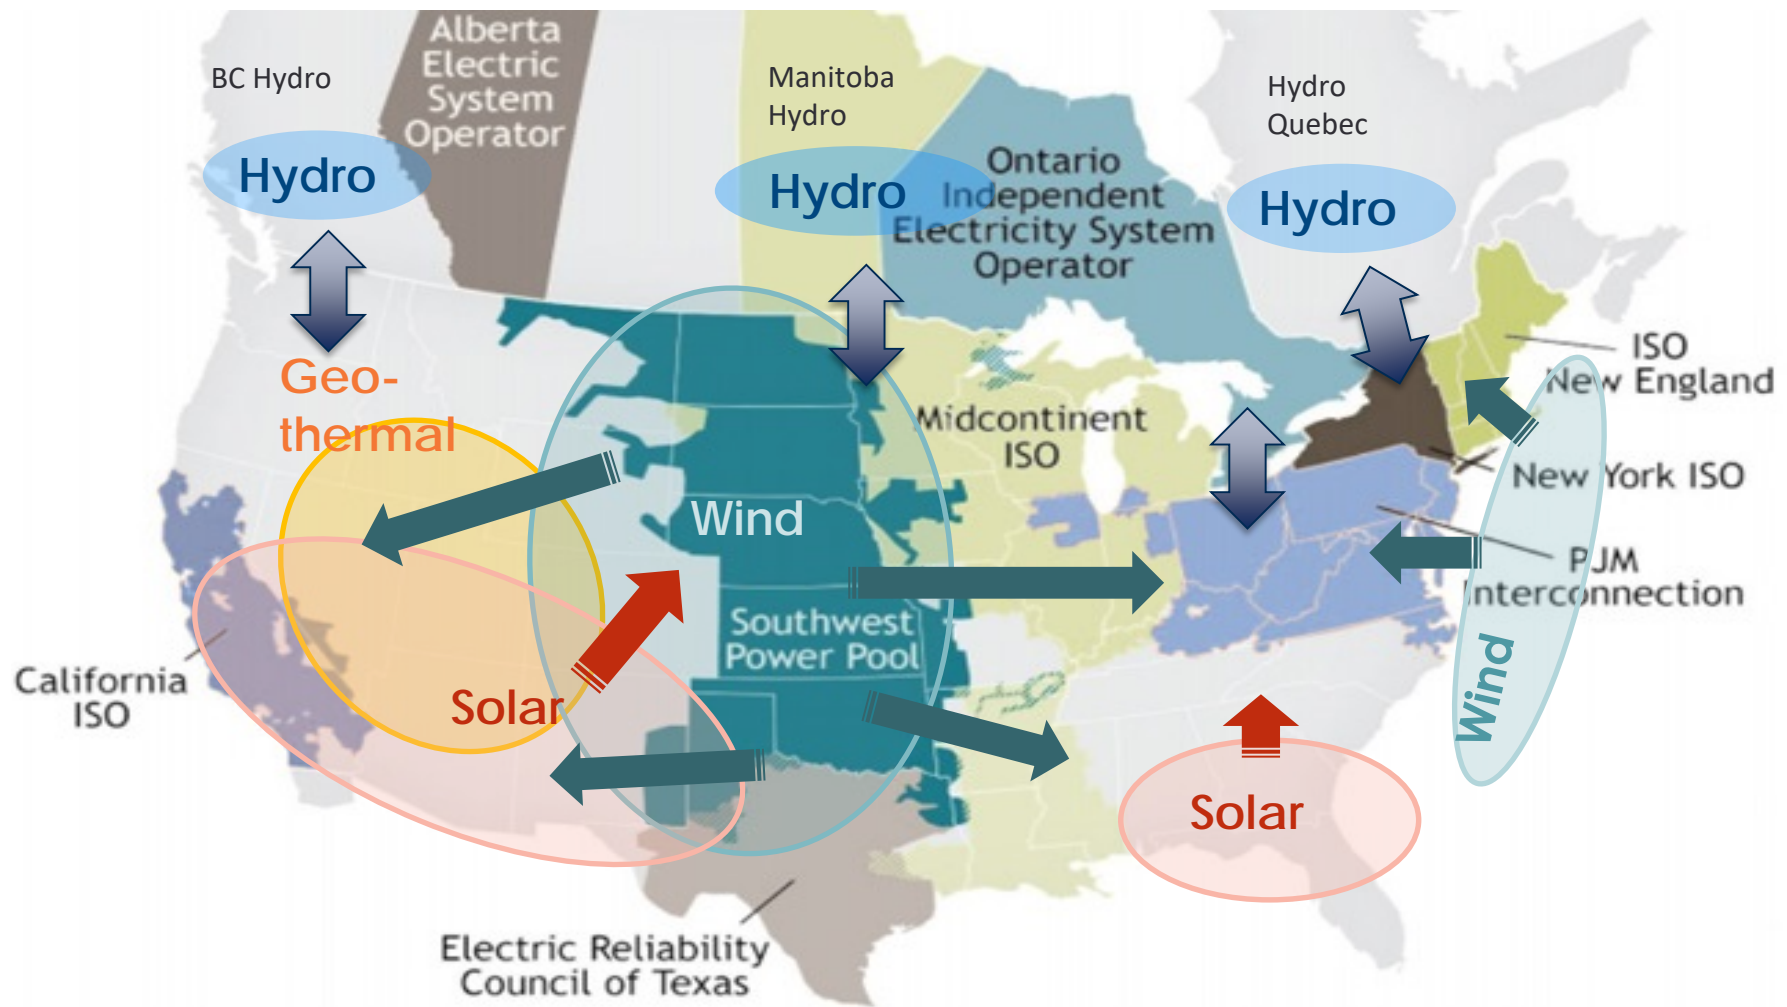 Alberta
Electric
System
Operator
BC Hydro
Manitoba
Hydro
Hydro
Quebec
Hydro
Hydro
Hydro
Ontario
Independent
Electricity System
Operator
Geo-
thermal
ISO
New England
Midcontinent
ISO
New York ISO
Wind
PJM
Interconnection
Southwest
Power Pool
California
ISO
Solar
Wind
Solar
Electric Reliability
Council of Texas